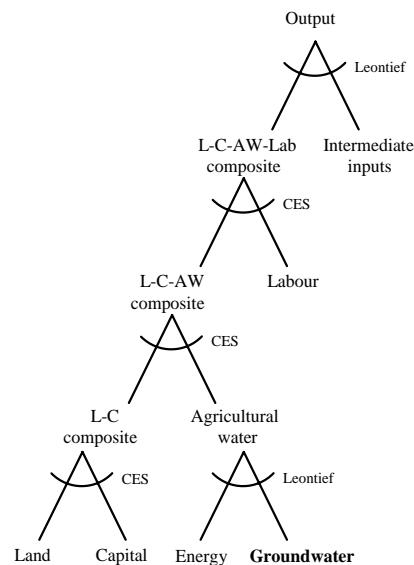 Output
Leontief
L-C-AW-Lab
composite
Intermediate
inputs
CES
L-C-AW
composite
Labour
CES
L-C
composite
Agricultural
water
CES
Leontief
Land
Capital
Energy
Groundwater